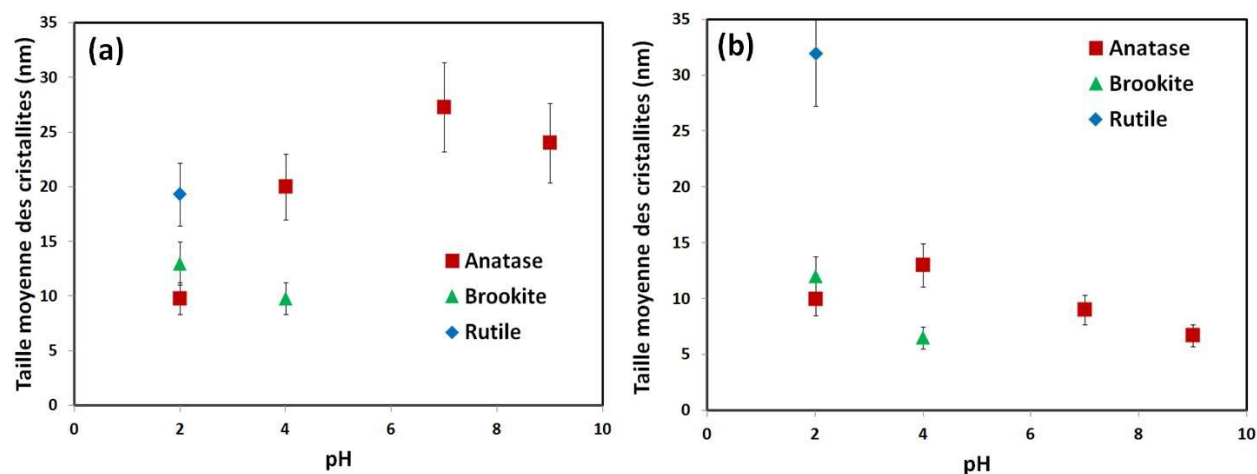 (a)
Taille moyenne des cristallites (nm)
35
30
25
20
15
10
5
0
Anatase
Brookite
Rutile
0 2 4 6 8 10
pH
(b)
Taille moyenne des cristallites (nm)
35
30
25
20
15
10
5
0
Anatase
Brookite
Rutile
0 2 4 6 8 10
pH